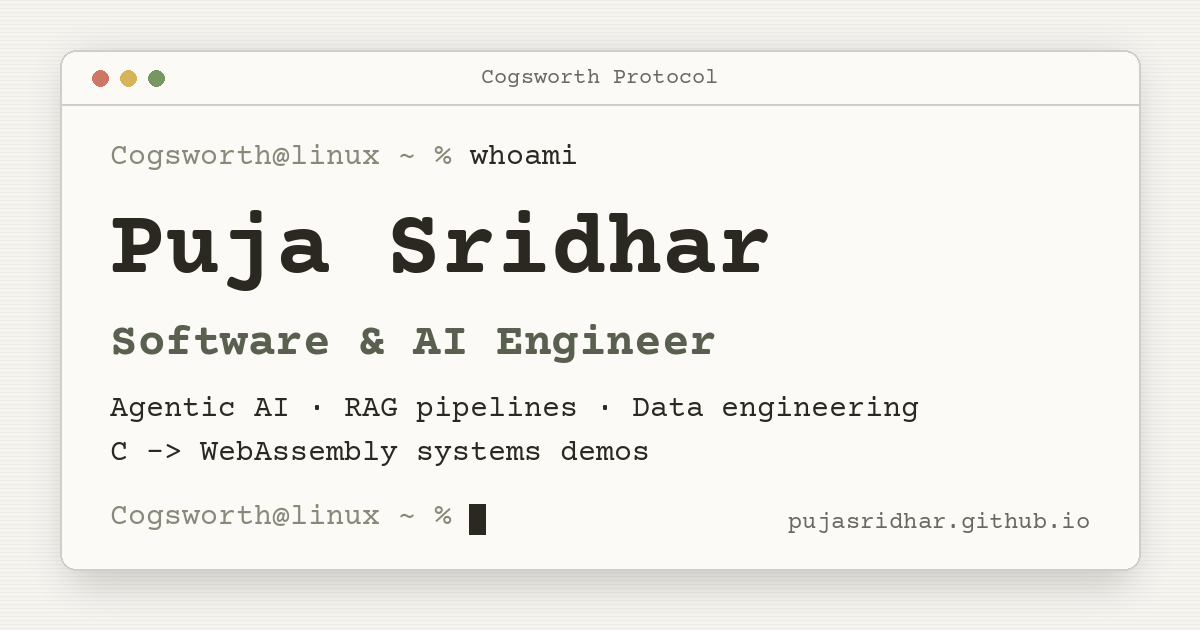 Cogsworth Protocol
Cogsworth@linux ~ % whoami
Puja Sridhar
Software & AI Engineer
Agentic AI · RAG pipelines · Data engineering
C -> WebAssembly systems demos
Cogsworth@linux ~ %
pujasridhar.github.io